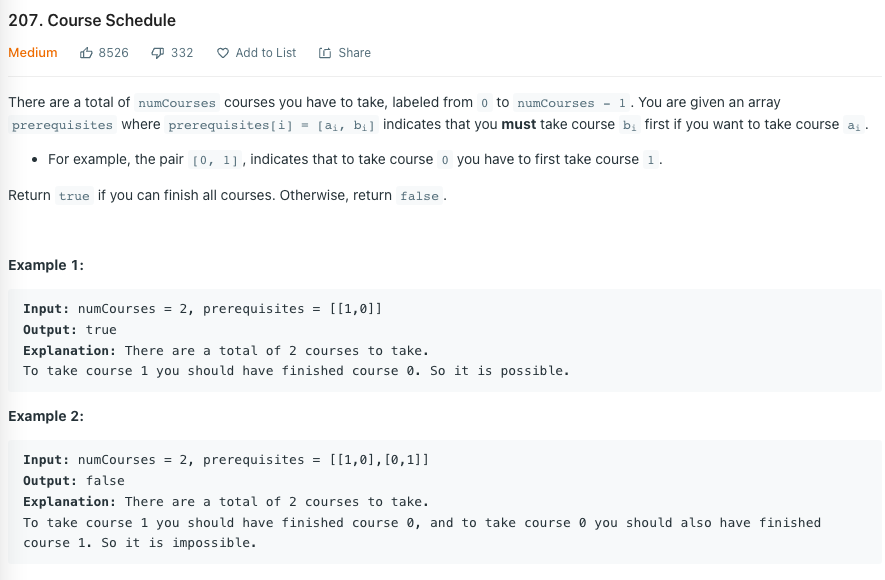 207. Course Schedule
Medium 8526 332 Add to List Share
There are a total of numCourses courses you have to take, labeled from 0 to numCourses - 1. You are given an array
prerequisites where prerequisites[i] = [aᵢ, bᵢ] indicates that you must take course bᵢ first if you want to take course aᵢ.
• For example, the pair [0, 1], indicates that to take course 0 you have to first take course 1.
Return true if you can finish all courses. Otherwise, return false.
Example 1:
Input: numCourses = 2, prerequisites = [[1,0]]
Output: true
Explanation: There are a total of 2 courses to take.
To take course 1 you should have finished course 0. So it is possible.
Example 2:
Input: numCourses = 2, prerequisites = [[1,0],[0,1]]
Output: false
Explanation: There are a total of 2 courses to take.
To take course 1 you should have finished course 0, and to take course 0 you should also have finished
course 1. So it is impossible.